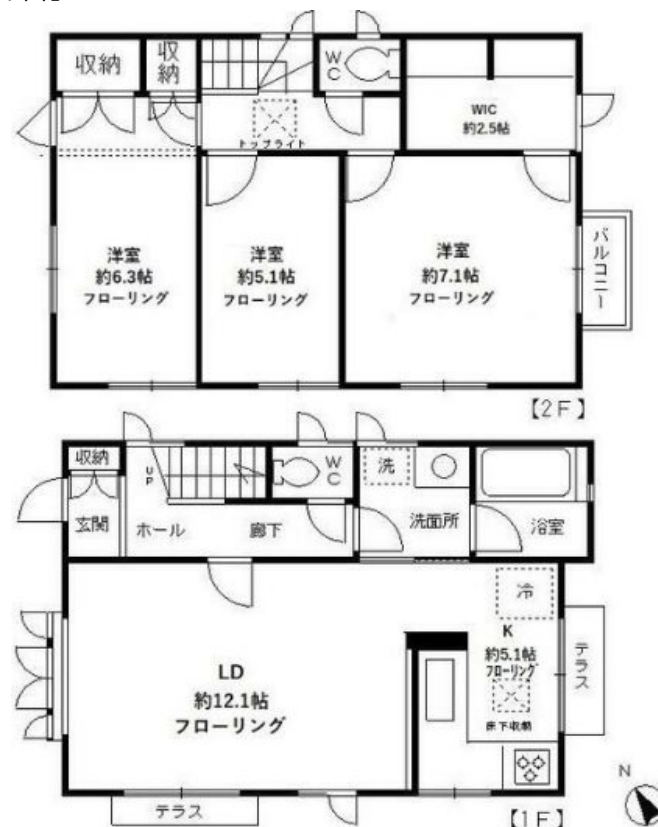 収納
収納
WC
WIC
約2.5帖
トップライト
洋室
約6.3帖
フローリング
洋室
約5.1帖
フローリング
洋室
約7.1帖
フローリング
バルコニー
【2F】
収納
UP
WC
洗
玄関
ホール
廊下
洗面所
浴室
冷
K
約5.1帖
フローリング
床下収納
LD
約12.1帖
フローリング
テラス
テラス
N
【1F】